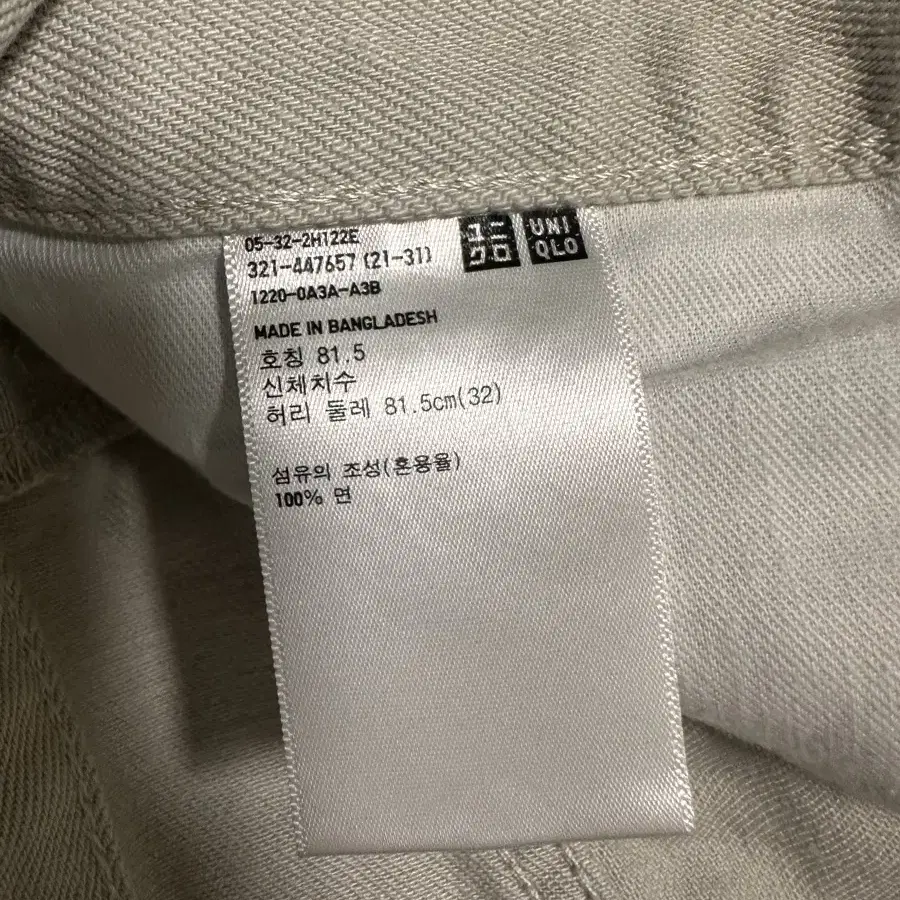 05-32-2H122E
321-447657 (21-31)
ユニ
クロ
UNI
QLO
1220-0A3A-A3B
MADE IN BANGLADESH
호칭 81.5
신체치수
허리 둘레 81.5cm(32)
섬유의 조성(혼용율)
100% 면